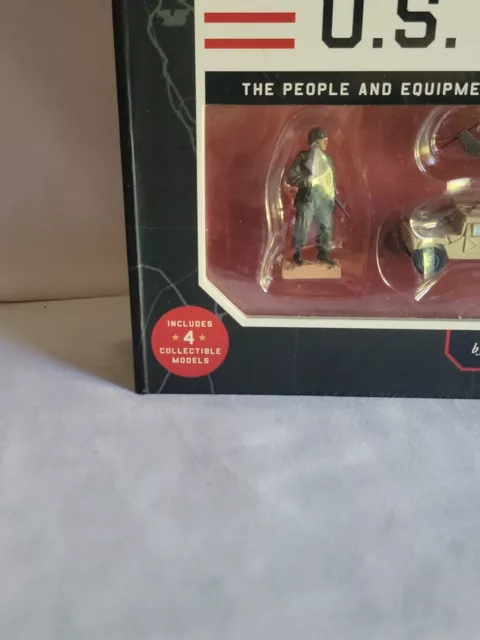 U.S.
THE PEOPLE AND EQUIPME
INCLUDES
4
COLLECTIBLE
MODELS